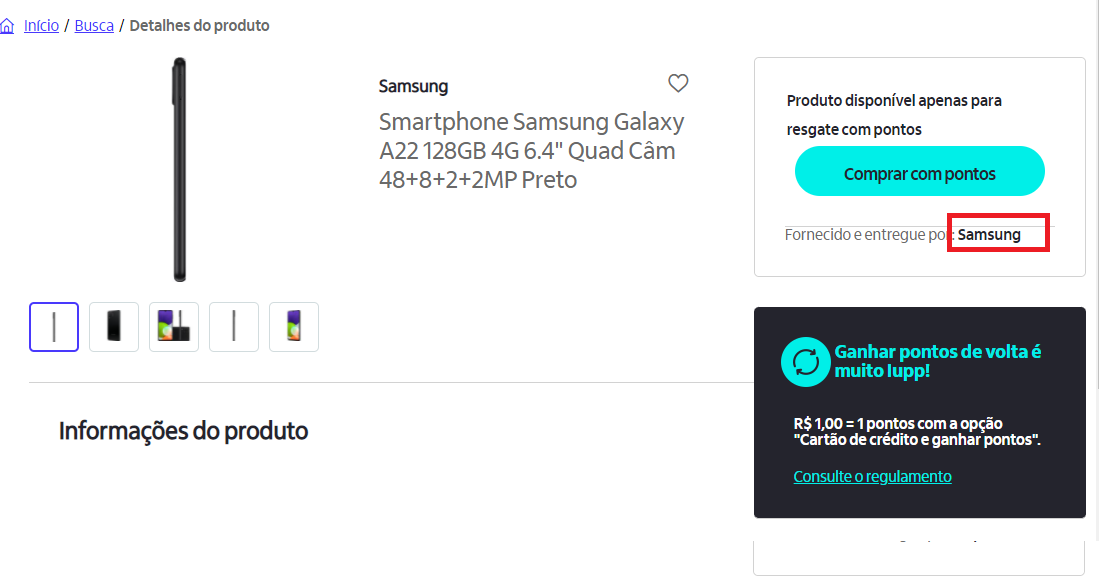 Início / Busca / Detalhes do produto
Samsung
Smartphone Samsung Galaxy
A22 128GB 4G 6.4" Quad Câm
48+8+2+2MP Preto
Produto disponível apenas para
resgate com pontos
Comprar com pontos
Fornecido e entregue por: Samsung
Ganhar pontos de volta é
muito Iupp!
R$ 1,00 = 1 pontos com a opção
"Cartão de crédito e ganhar pontos".
Consulte o regulamento
Informações do produto